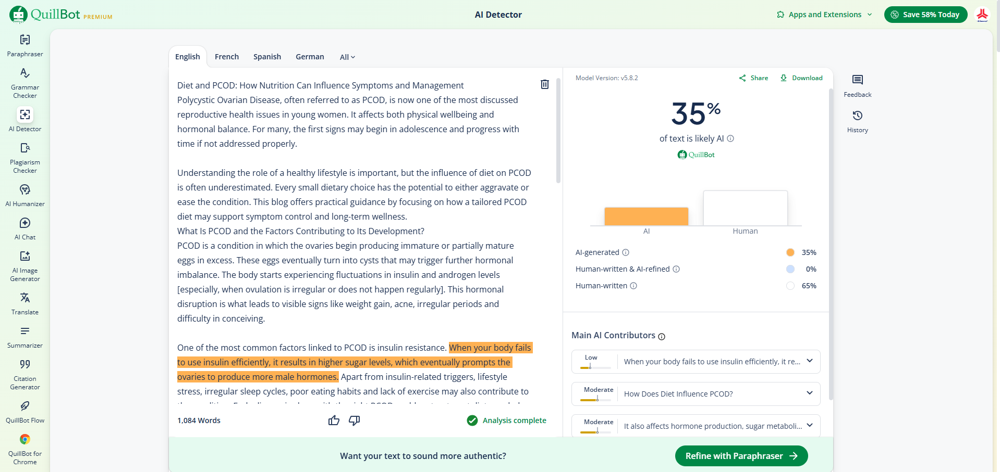 QuillBot PREMIUM
AI Detector
Apps and Extensions
Save 58% Today
Paraphraser
Grammar
Checker
AI Detector
Plagiarism
Checker
AI Humanizer
AI Chat
AI Image
Generator
Translate
Summarizer
Citation
Generator
QuillBot Flow
QuillBot for
Chrome
English French Spanish German All
Diet and PCOD: How Nutrition Can Influence Symptoms and Management
Polycystic Ovarian Disease, often referred to as PCOD, is now one of the most discussed
reproductive health issues in young women. It affects both physical wellbeing and
hormonal balance. For many, the first signs may begin in adolescence and progress with
time if not addressed properly.
Understanding the role of a healthy lifestyle is important, but the influence of diet on PCOD
is often underestimated. Every small dietary choice has the potential to either aggravate or
ease the condition. This blog offers practical guidance by focusing on how a tailored PCOD
diet may support symptom control and long-term wellness.
What Is PCOD and the Factors Contributing to Its Development?
PCOD is a condition in which the ovaries begin producing immature or partially mature
eggs in excess. These eggs eventually turn into cysts that may trigger further hormonal
imbalance. The body starts experiencing fluctuations in insulin and androgen levels
[especially, when ovulation is irregular or does not happen regularly]. This hormonal
disruption is what leads to visible signs like weight gain, acne, irregular periods and
difficulty in conceiving.
One of the most common factors linked to PCOD is insulin resistance. When your body fails
to use insulin efficiently, it results in higher sugar levels, which eventually prompts the
ovaries to produce more male hormones. Apart from insulin-related triggers, lifestyle
stress, irregular sleep cycles, poor eating habits and lack of exercise may also contribute to
1,084 Words
Analysis complete
Model Version: v5.8.2
Share
Download
35%
of text is likely AI
QuillBot
AI
Human
AI-generated 35%
Human-written & AI-refined 0%
Human-written 65%
Main AI Contributors
Low When your body fails to use insulin efficiently, it re...
Moderate How Does Diet Influence PCOD?
Moderate It also affects hormone production, sugar metaboli...
Feedback
History
Want your text to sound more authentic?
Refine with Paraphraser